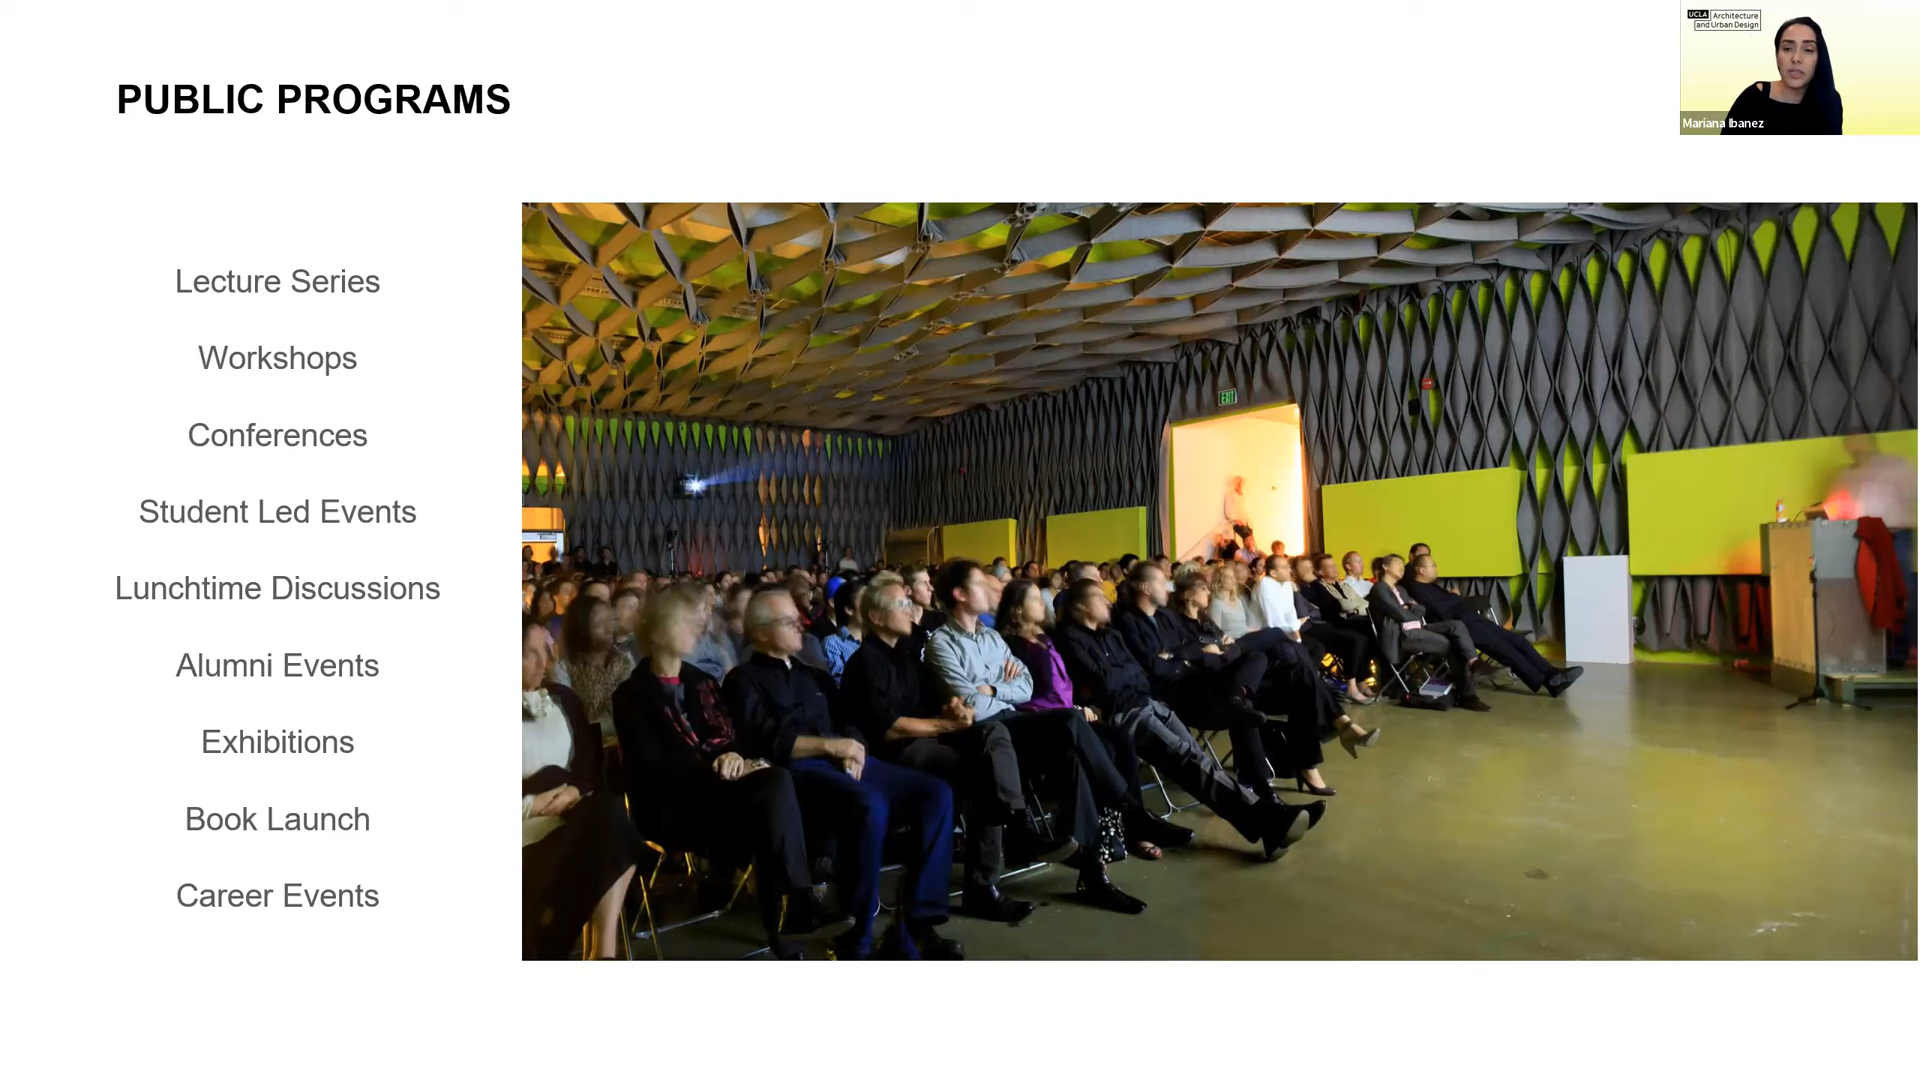 PUBLIC PROGRAMS
UCLA Architecture
and Urban Design
Mariana Ibanez
Lecture Series
Workshops
Conferences
Student Led Events
Lunchtime Discussions
Alumni Events
Exhibitions
Book Launch
Career Events
EXIT